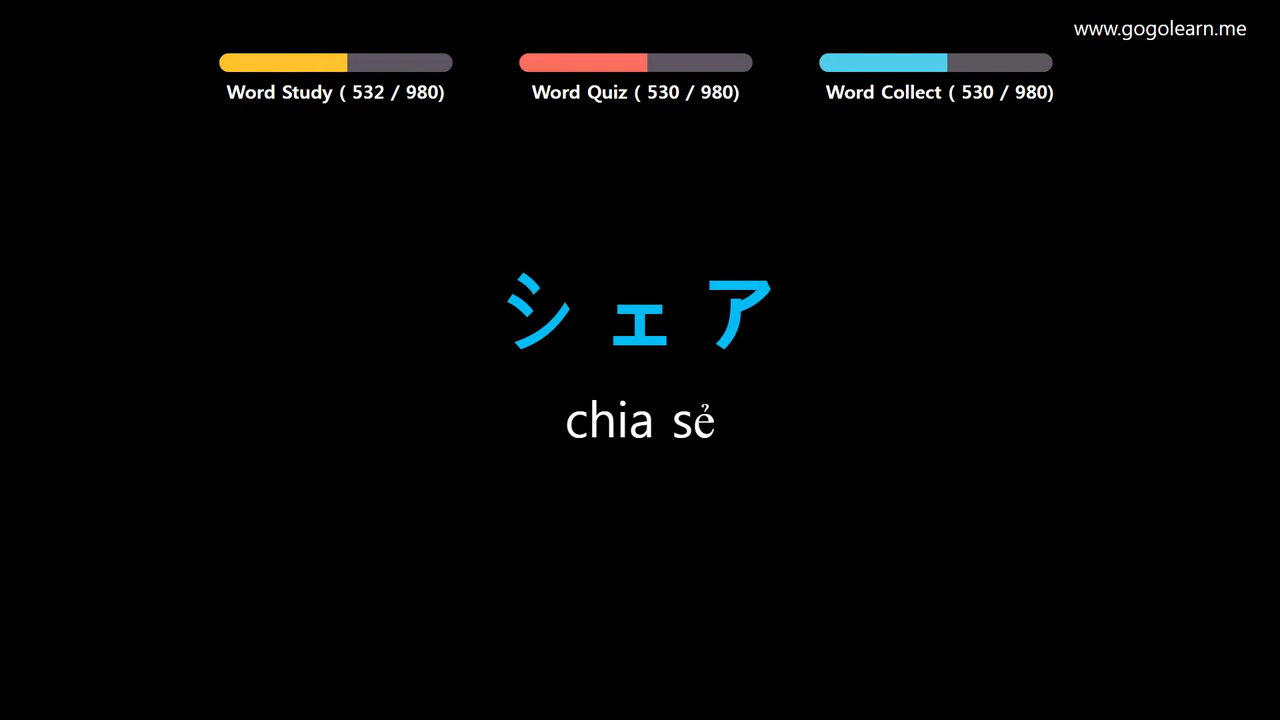 www.gogolearn.me
Word Study ( 532 / 980)
Word Quiz ( 530 / 980)
Word Collect ( 530 / 980)
シェア
chia sẻ